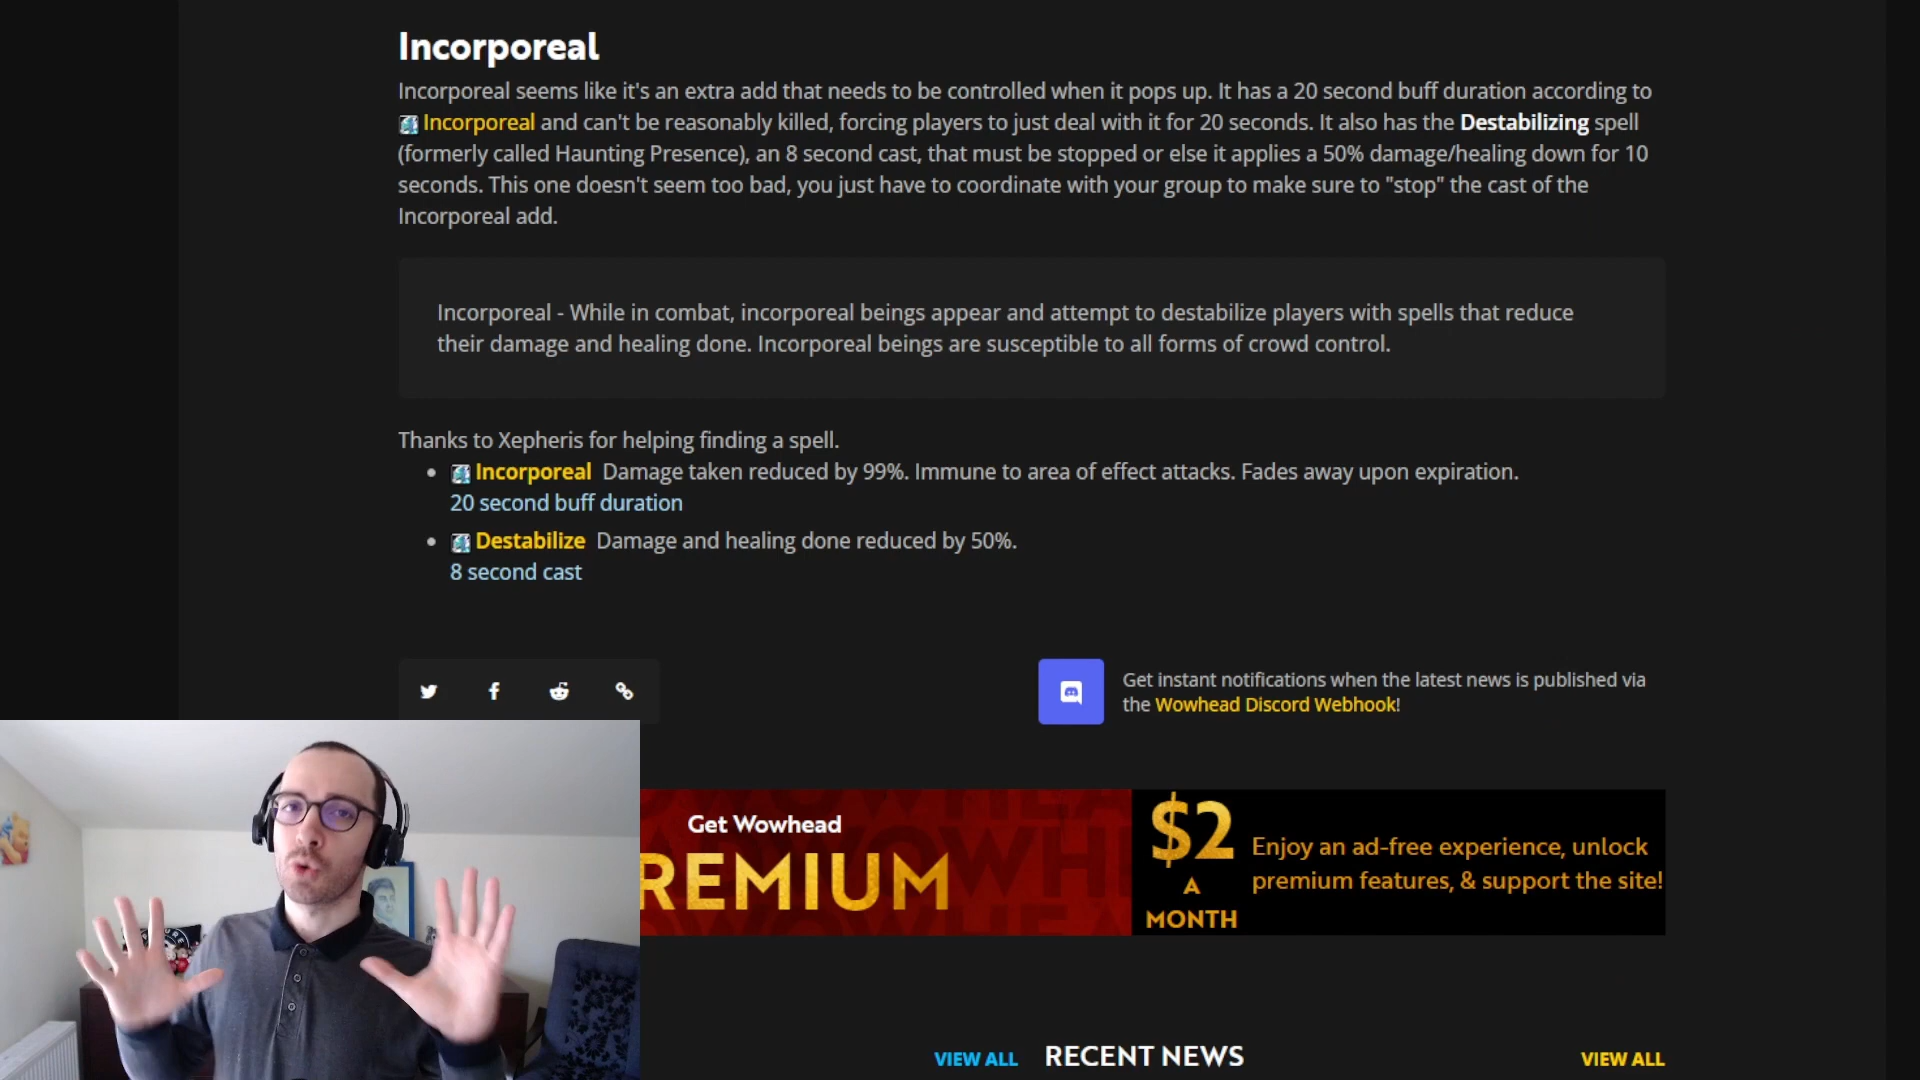 Incorporeal
Incorporeal seems like it's an extra add that needs to be controlled when it pops up. It has a 20 second buff duration according to
Incorporeal and can't be reasonably killed, forcing players to just deal with it for 20 seconds. It also has the Destabilizing spell
(formerly called Haunting Presence), an 8 second cast, that must be stopped or else it applies a 50% damage/healing down for 10
seconds. This one doesn't seem too bad, you just have to coordinate with your group to make sure to "stop" the cast of the
Incorporeal add.
Incorporeal - While in combat, incorporeal beings appear and attempt to destabilize players with spells that reduce
their damage and healing done. Incorporeal beings are susceptible to all forms of crowd control.
Thanks to Xepheris for helping finding a spell.
Incorporeal Damage taken reduced by 99%. Immune to area of effect attacks. Fades away upon expiration.
20 second buff duration
Destabilize Damage and healing done reduced by 50%.
8 second cast
Get instant notifications when the latest news is published via
the Wowhead Discord Webhook!
Get Wowhead
REMIUM
$2
A
MONTH
Enjoy an ad-free experience, unlock
premium features, & support the site!
VIEW ALL
RECENT NEWS
VIEW ALL